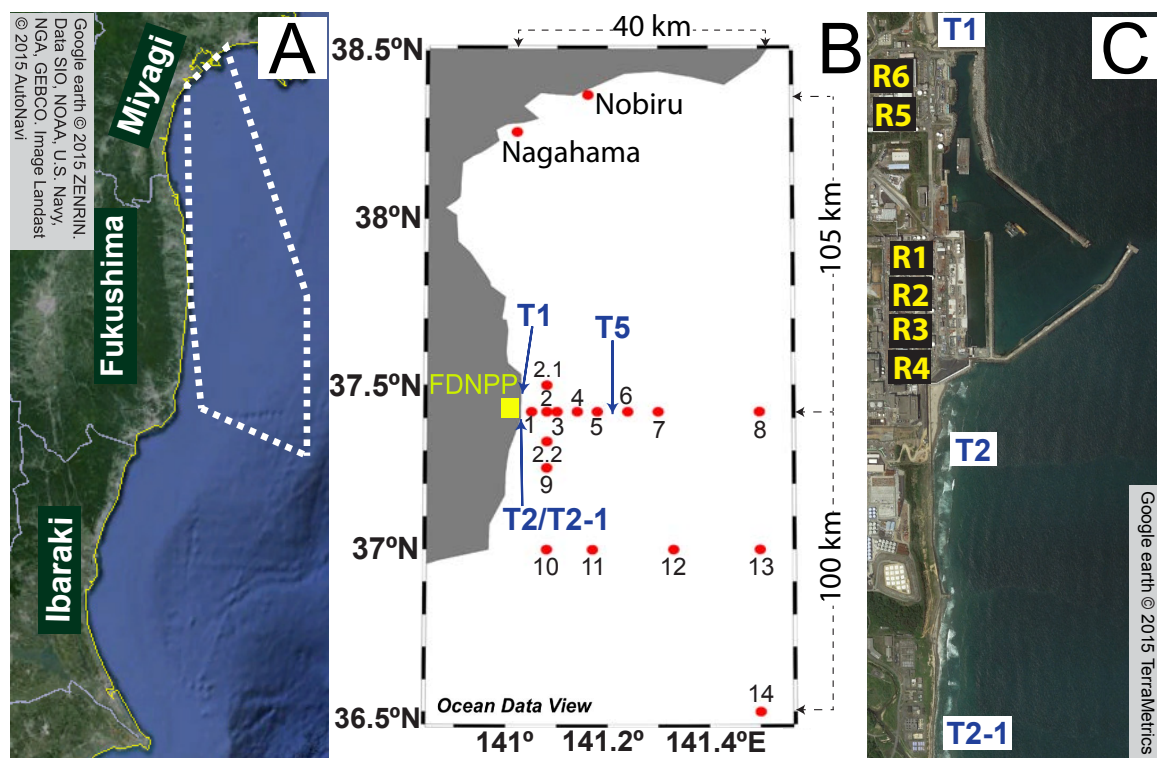 Google earth © 2015 ZENRIN.
Data SIO, NOAA, U.S. Navy,
NGA, GEBCO. Image Landast
© 2015 AutoNavi
A
Miyagi
Fukushima
Ibaraki
B
40 km
38.5ºN
Nobiru
Nagahama
38ºN
105 km
T1
T5
37.5ºN
FDNPP
2.1
2
4
6
1
3
5
7
8
2.2
9
T2/T2-1
37ºN
10
11
12
13
100 km
14
Ocean Data View
36.5ºN
141º
141.2º
141.4ºE
C
T1
R6
R5
R1
R2
R3
R4
T2
T2-1
Google earth © 2015 TerraMetrics